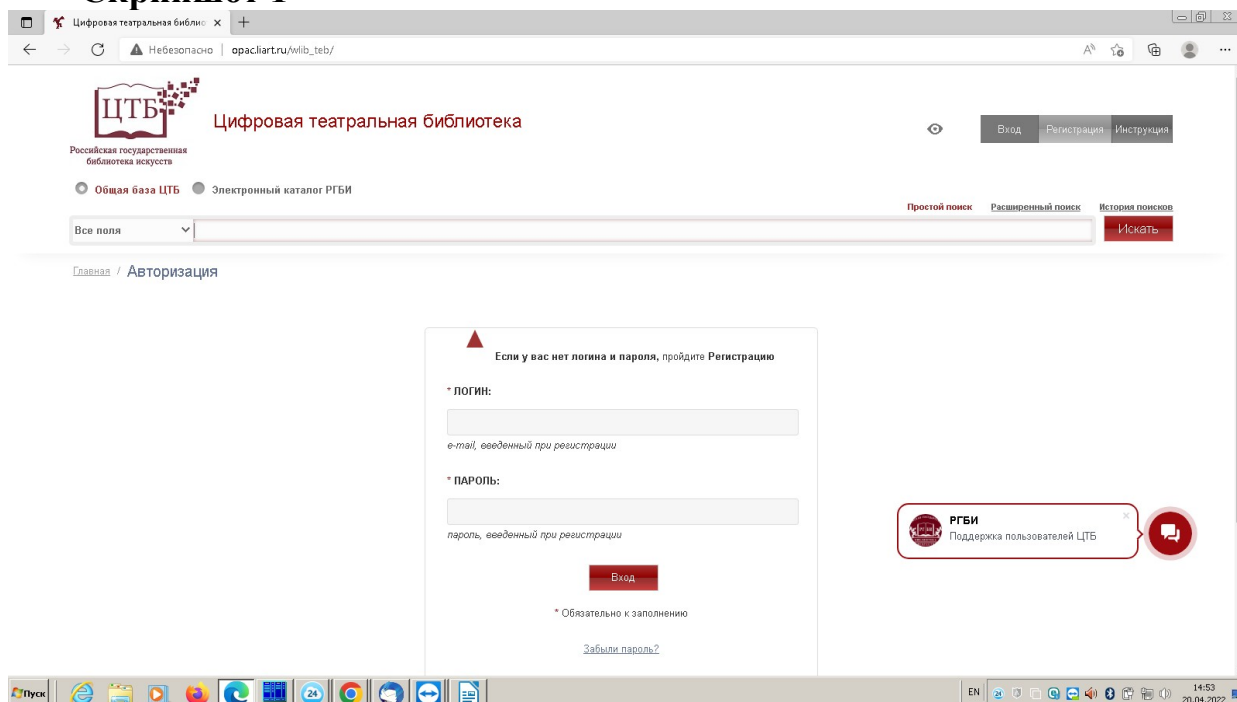 Скриншот 1
Цифровая театральная библио
Небезопасно | opac.liart.ru/wlib_teb/
ЦТБ
Российская государственная
библиотека искусств
Цифровая театральная библиотека
Вход Регистрация Инструкция
Общая база ЦТБ Электронный каталог РГБИ
Простой поиск Расширенный поиск История поисков
Все поля
Искать
Главная / Авторизация
Если у вас нет логина и пароля, пройдите Регистрацию
* ЛОГИН:
e-mail, введенный при регистрации
* ПАРОЛЬ:
пароль, введенный при регистрации
Вход
* Обязательно к заполнению
Забыли пароль?
РГБИ
Поддержка пользователей ЦТБ
Пуск
24
EN
14:53
20.04.2022